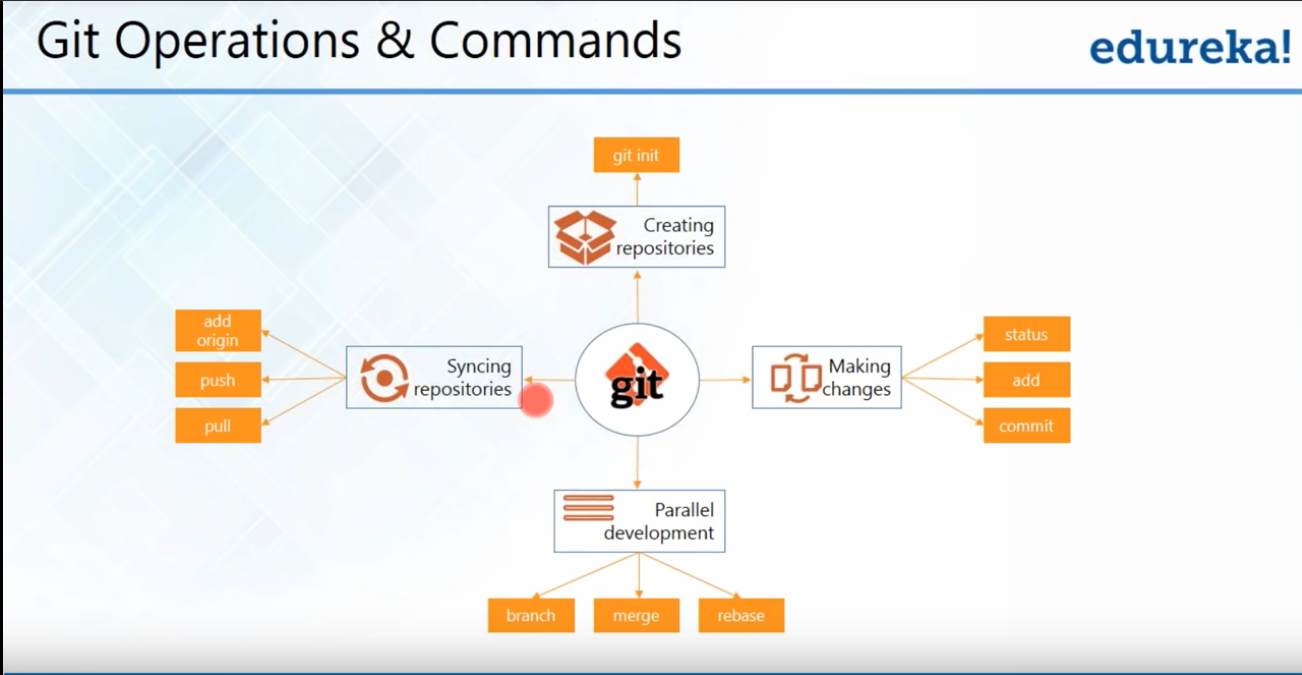 Git Operations & Commands
edureka!
git init
Creating
repositories
add
origin
push
pull
Syncing
repositories
git
Making
changes
status
add
commit
Parallel
development
branch
merge
rebase